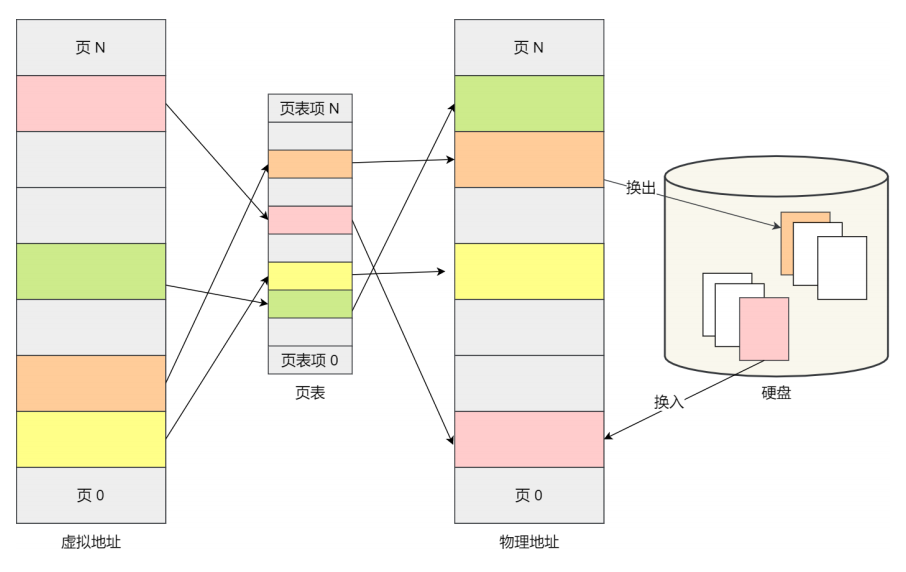 页 N
页 0
虚拟地址
页表项 N
页表项 0
页表
页 N
页 0
物理地址
换出
换入
硬盘